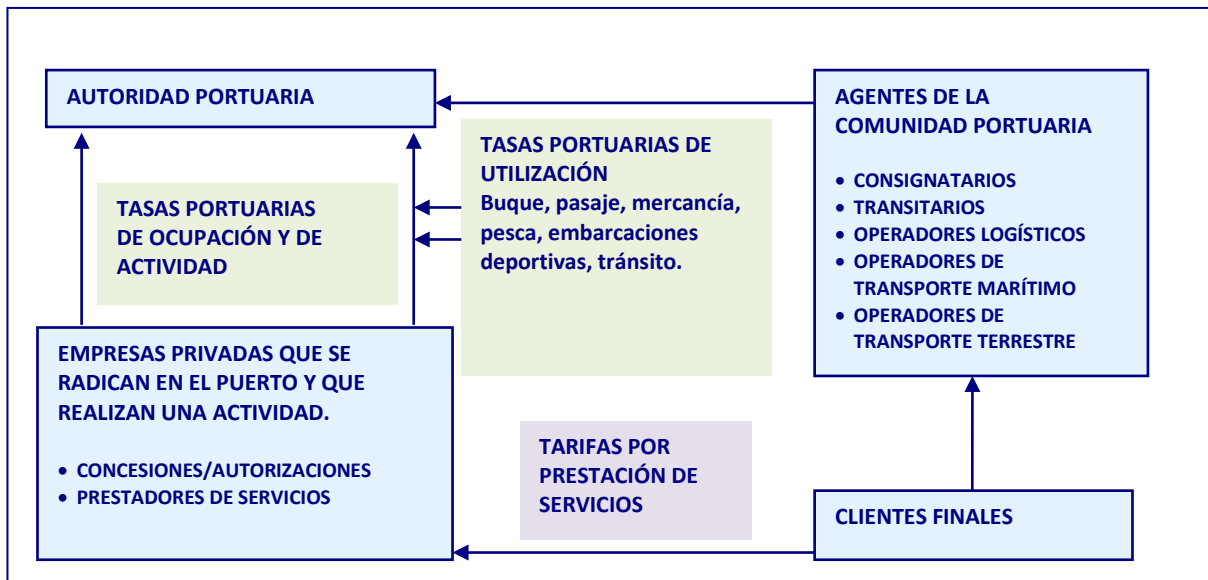 AUTORIDAD PORTUARIA
TASAS PORTUARIAS
DE OCUPACIÓN Y DE
ACTIVIDAD
TASAS PORTUARIAS DE
UTILIZACIÓN
Buque, pasaje, mercancía,
pesca, embarcaciones
deportivas, tránsito.
AGENTES DE LA
COMUNIDAD PORTUARIA
• CONSIGNATARIOS
• TRANSITARIOS
• OPERADORES LOGÍSTICOS
• OPERADORES DE
TRANSPORTE MARÍTIMO
• OPERADORES DE
TRANSPORTE TERRESTRE
EMPRESAS PRIVADAS QUE SE
RADICAN EN EL PUERTO Y QUE
REALIZAN UNA ACTIVIDAD.
• CONCESIONES/AUTORIZACIONES
• PRESTADORES DE SERVICIOS
TARIFAS POR
PRESTACIÓN DE
SERVICIOS
CLIENTES FINALES